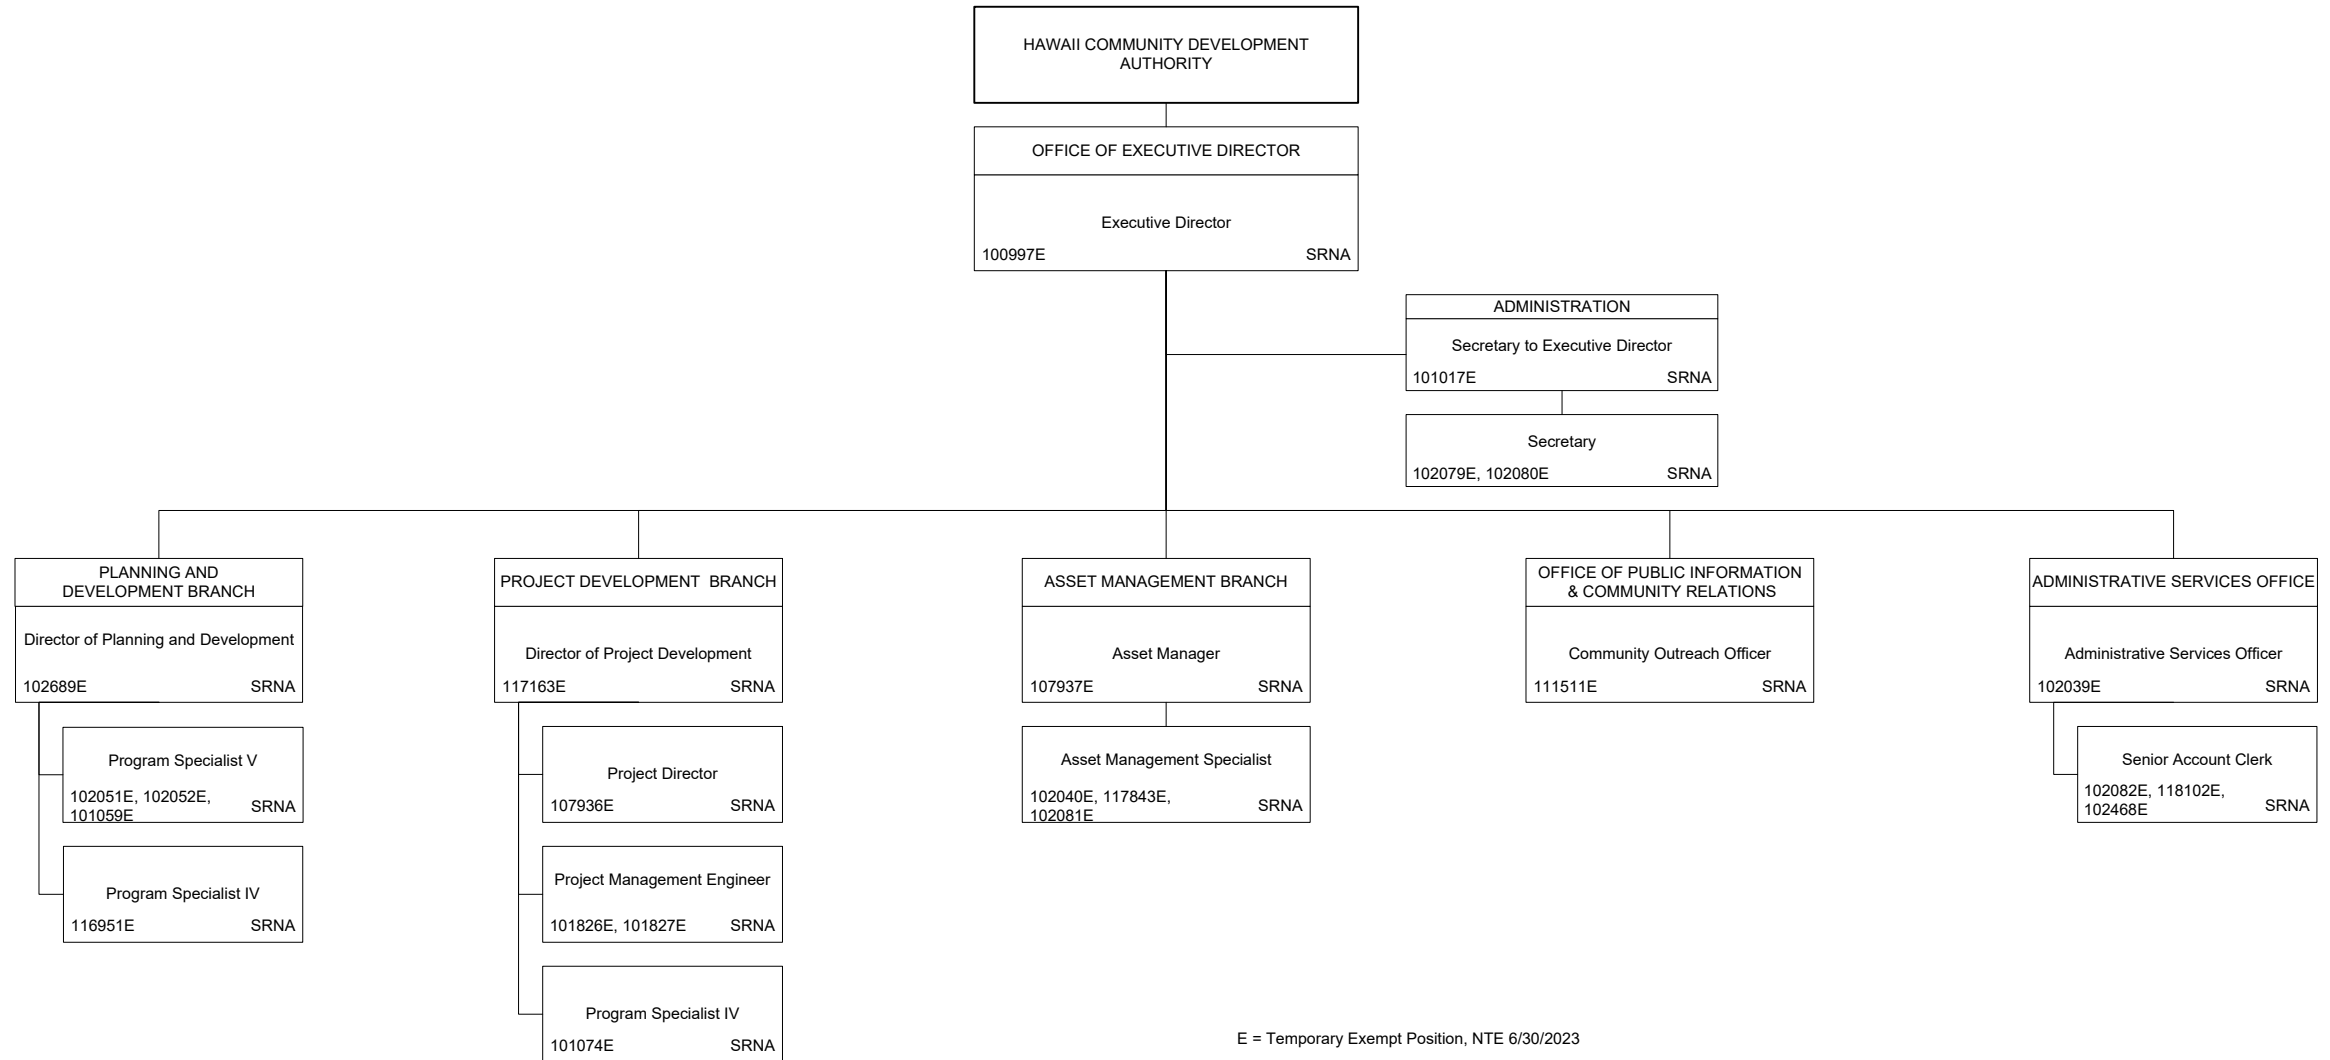 HAWAII COMMUNITY DEVELOPMENT
AUTHORITY
OFFICE OF EXECUTIVE DIRECTOR
Executive Director
100997E SRNA
ADMINISTRATION
Secretary to Executive Director
101017E SRNA
Secretary
102079E, 102080E SRNA
PLANNING AND
DEVELOPMENT BRANCH
Director of Planning and Development
102689E SRNA
Program Specialist V
102051E, 102052E,
101059E SRNA
Program Specialist IV
116951E SRNA
PROJECT DEVELOPMENT BRANCH
Director of Project Development
117163E SRNA
Project Director
107936E SRNA
Project Management Engineer
101826E, 101827E SRNA
Program Specialist IV
101074E SRNA
ASSET MANAGEMENT BRANCH
Asset Manager
107937E SRNA
Asset Management Specialist
102040E, 117843E,
102081E SRNA
OFFICE OF PUBLIC INFORMATION
& COMMUNITY RELATIONS
Community Outreach Officer
111511E SRNA
ADMINISTRATIVE SERVICES OFFICE
Administrative Services Officer
102039E SRNA
Senior Account Clerk
102082E, 118102E,
102468E SRNA
E = Temporary Exempt Position, NTE 6/30/2023